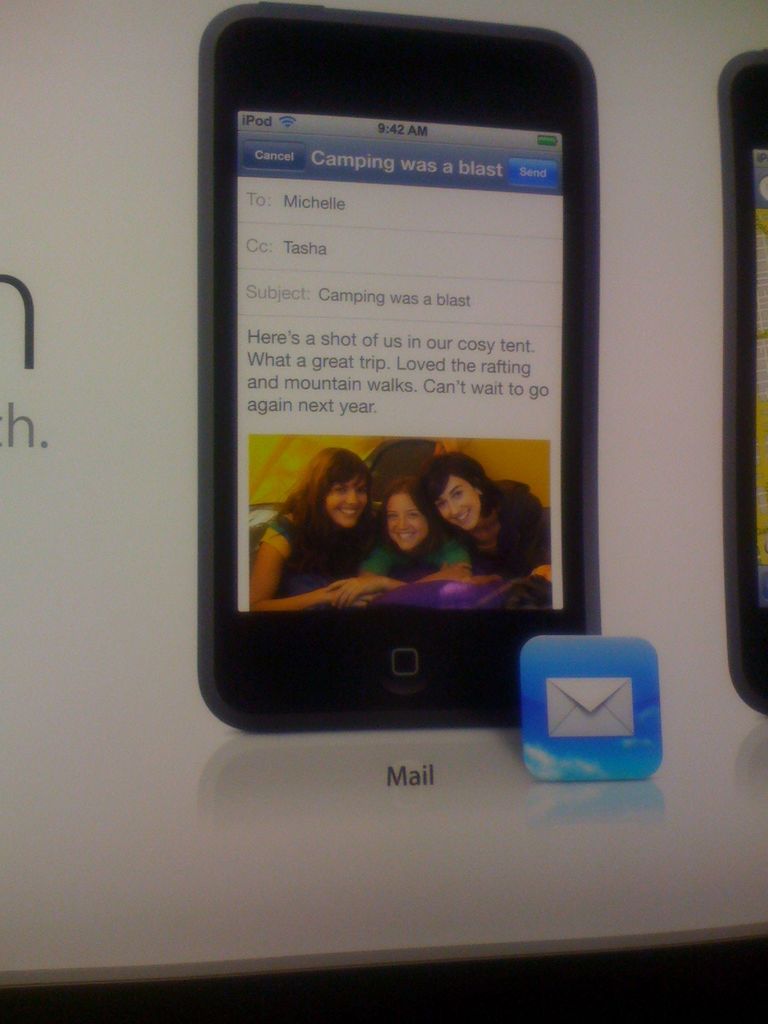 iPod 9:42 AM
Cancel Camping was a blast Send
To: Michelle
Cc: Tasha
Subject: Camping was a blast
Here's a shot of us in our cosy tent.
What a great trip. Loved the rafting
and mountain walks. Can't wait to go
again next year.
Mail